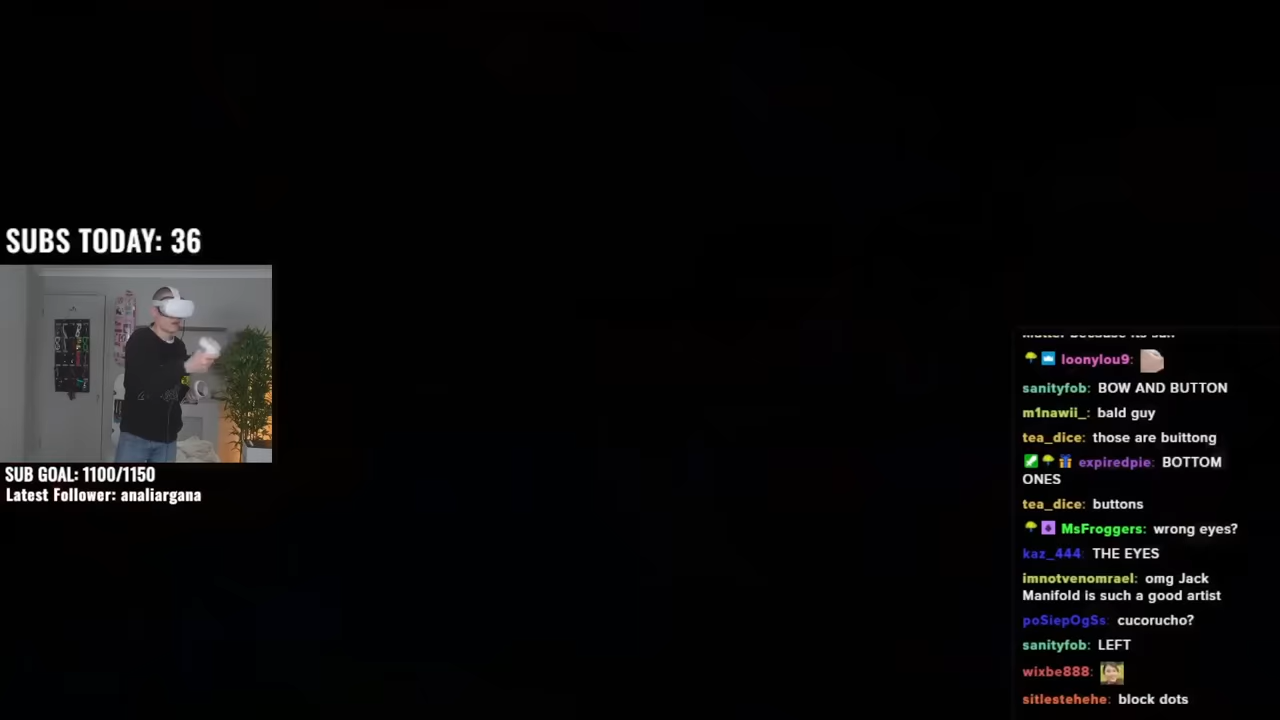 SUBS TODAY: 36
SUB GOAL: 1100/1150
Latest Follower: analiargana
loonylou9:
sanityfob: BOW AND BUTTON
m1nawii_: bald guy
tea_dice: those are buittong
expiredpie: BOTTOM
ONES
tea_dice: buttons
MsFroggers: wrong eyes?
kaz_444: THE EYES
imnotvenomrael: omg Jack
Manifold is such a good artist
poSiepOgSs: cucorucho?
sanityfob: LEFT
wixbe888:
sitlestehehe: block dots